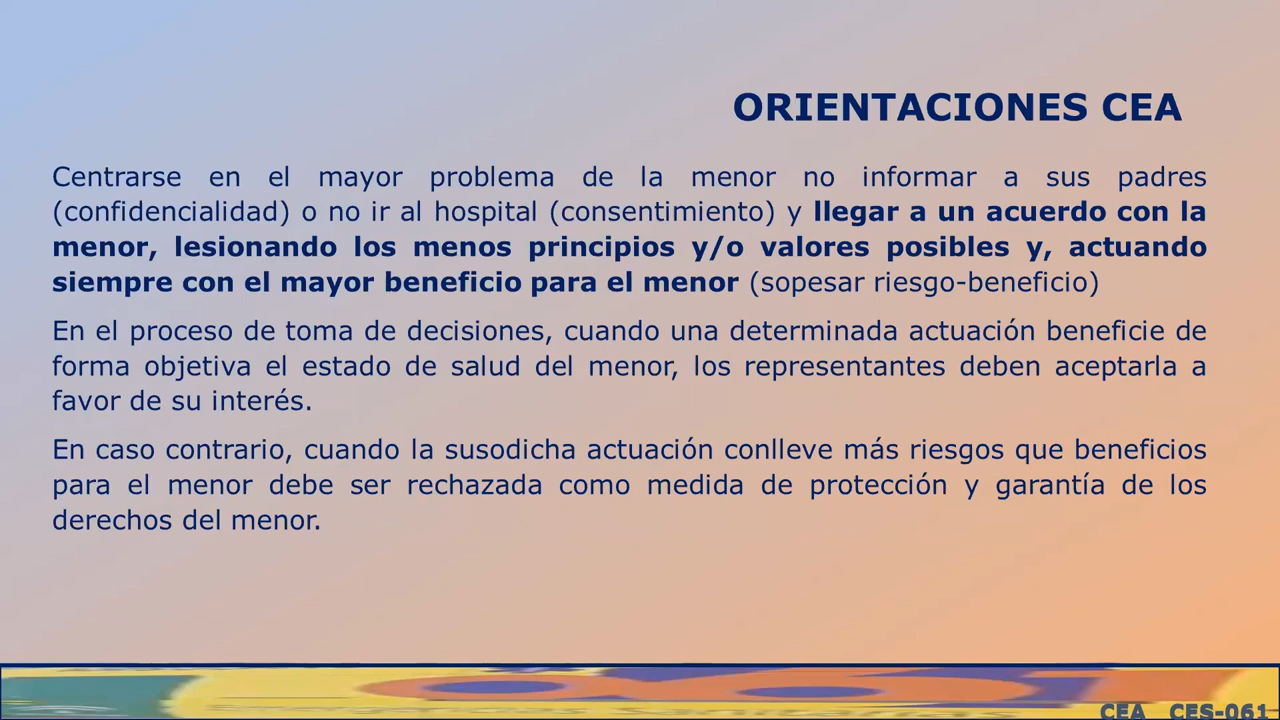 ORIENTACIONES CEA
Centrarse en el mayor problema de la menor no informar a sus padres
(confidencialidad) o no ir al hospital (consentimiento) y llegar a un acuerdo con la
menor, lesionando los menos principios y/o valores posibles y, actuando
siempre con el mayor beneficio para el menor (sopesar riesgo-beneficio)
En el proceso de toma de decisiones, cuando una determinada actuación beneficie de
forma objetiva el estado de salud del menor, los representantes deben aceptarla a
favor de su interés.
En caso contrario, cuando la susodicha actuación conlleve más riesgos que beneficios
para el menor debe ser rechazada como medida de protección y garantía de los
derechos del menor.
061
CEA CES-061